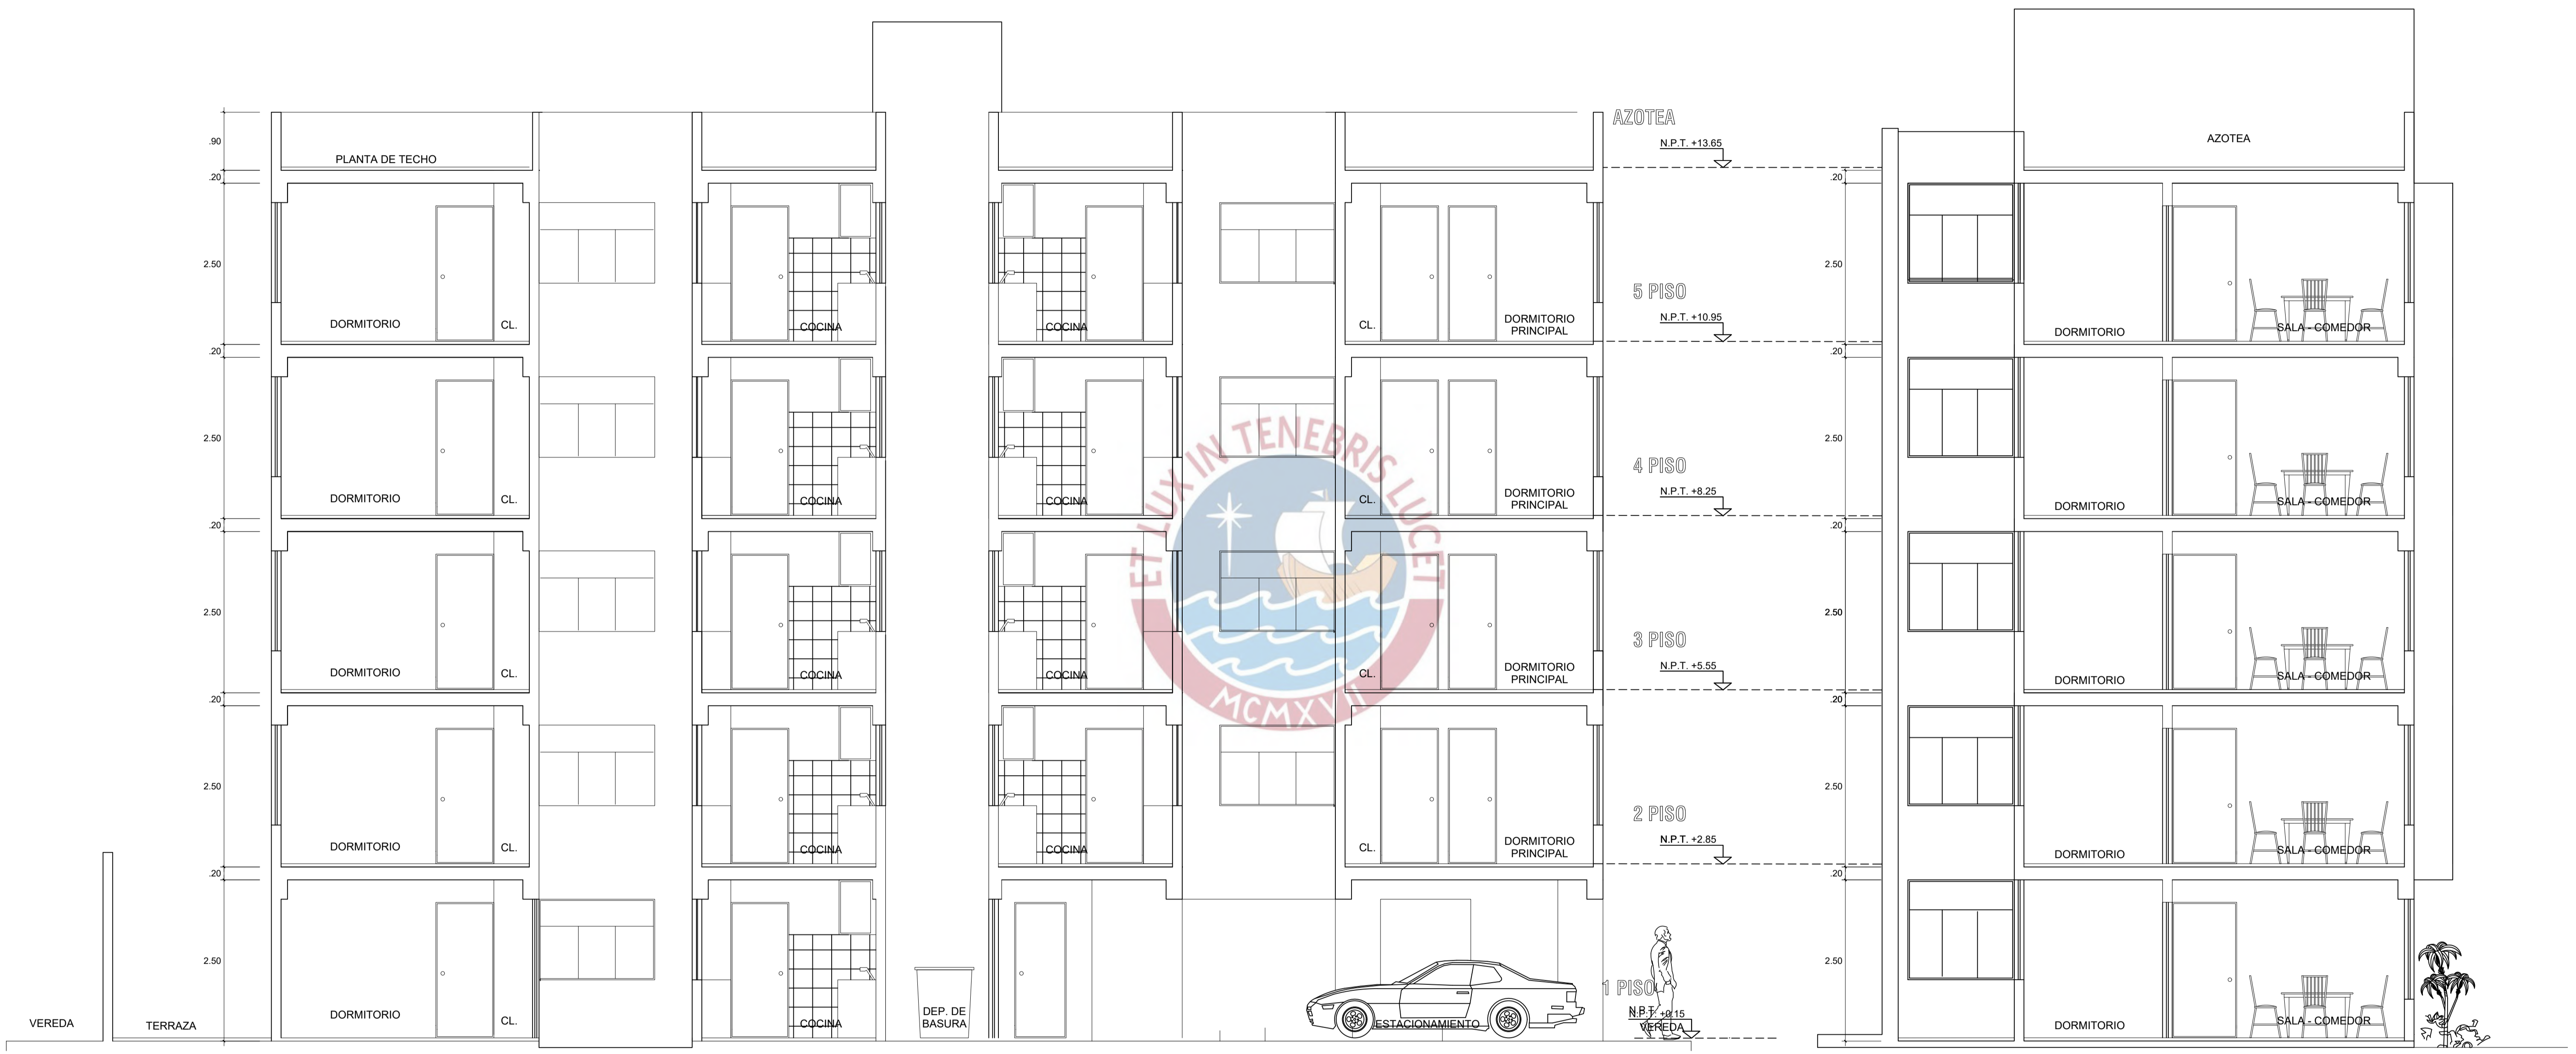 AZOTEA
N.P.T. +13.65
AZOTEA
.90
PLANTA DE TECHO
.20
.20
2.50
2.50
5 PISO
N.P.T. +10.95
DORMITORIO
CL.
COCINA
COCINA
CL.
DORMITORIO
PRINCIPAL
DORMITORIO
SALA - COMEDOR
.20
.20
2.50
2.50
4 PISO
N.P.T. +8.25
DORMITORIO
CL.
COCINA
COCINA
CL.
DORMITORIO
PRINCIPAL
DORMITORIO
SALA - COMEDOR
ET LUX IN TENEBRIS LUCET
MCMXVII
.20
.20
2.50
2.50
3 PISO
N.P.T. +5.55
DORMITORIO
CL.
COCINA
COCINA
CL.
DORMITORIO
PRINCIPAL
DORMITORIO
SALA - COMEDOR
.20
.20
2.50
2.50
2 PISO
N.P.T. +2.85
DORMITORIO
CL.
COCINA
COCINA
CL.
DORMITORIO
PRINCIPAL
DORMITORIO
SALA - COMEDOR
.20
.20
2.50
2.50
1 PISO
N.P.T. +0.15
VEREDA
VEREDA
TERRAZA
DORMITORIO
CL.
COCINA
DEP. DE
BASURA
ESTACIONAMIENTO
DORMITORIO
SALA - COMEDOR